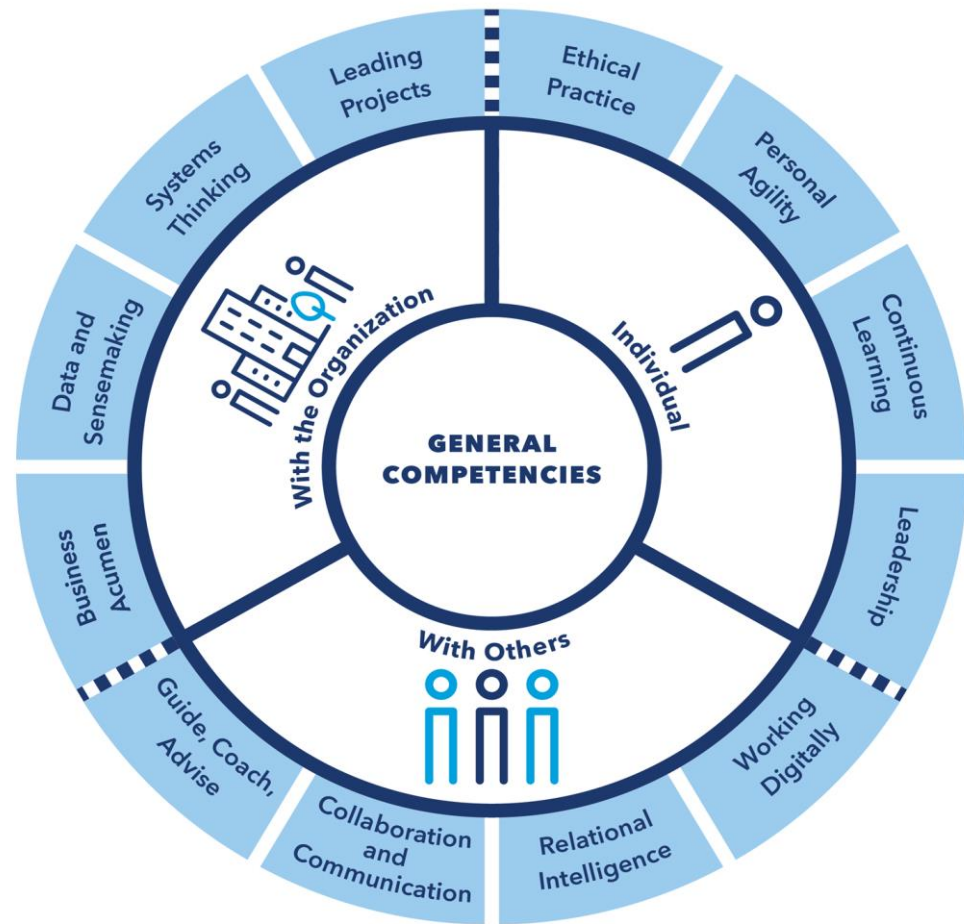 GENERAL
COMPETENCIES
Individual
With Others
With the Organization
Ethical
Practice
Personal
Agility
Continuous
Learning
Leadership
Working
Digitally
Relational
Intelligence
Collaboration
and
Communication
Guide, Coach,
Advise
Business
Acumen
Data and
Sensemaking
Systems
Thinking
Leading
Projects